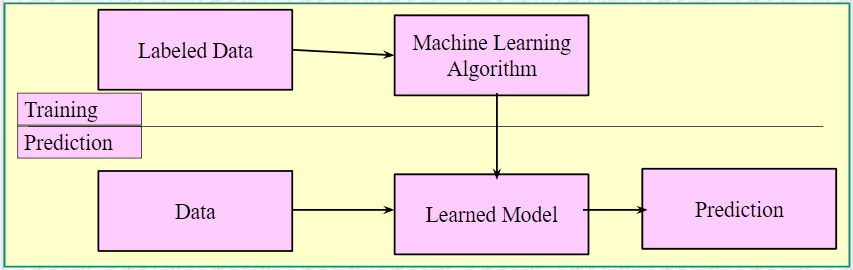 Labeled Data
Machine Learning
Algorithm
Training
Prediction
Data
Learned Model
Prediction